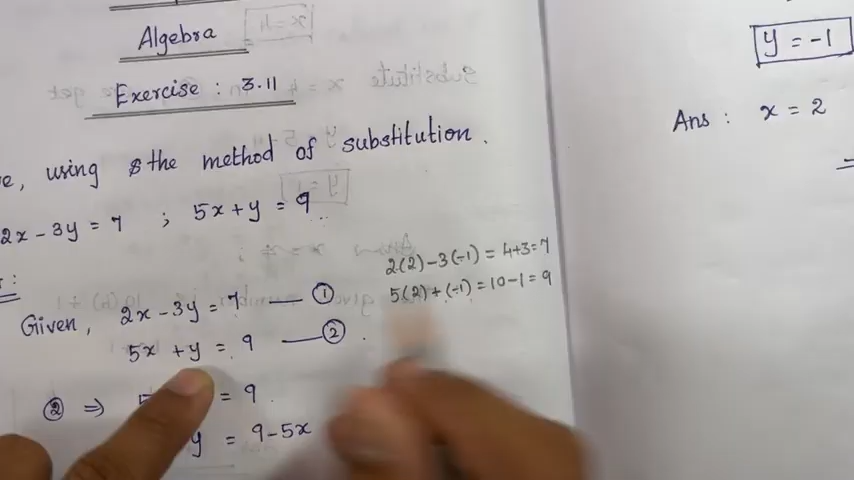 Algebra
Exercise : 3.11
using the method of substitution.
2x - 3y = 7 ; 5x + y = 9
Given, 2x - 3y = 7 — ①
5x + y = 9 — ②
② ⇒ = 9
y = 9 - 5x
2(2) - 3(-1) = 4+3 = 7
5(2) + (-1) = 10 - 1 = 9
y = -1
Ans : x = 2